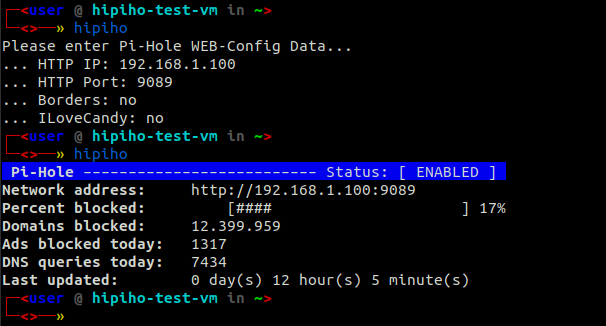 ┌─<user @ hipiho-test-vm in ~>
└─<>──» hipiho
Please enter Pi-Hole WEB-Config Data...
... HTTP IP: 192.168.1.100
... HTTP Port: 9089
... Borders: no
... ILoveCandy: no
┌─<user @ hipiho-test-vm in ~>
└─<>──» hipiho
Pi-Hole -------------------------- Status: [ ENABLED ]
Network address:     http://192.168.1.100:9089
Percent blocked:         [####                     ] 17%
Domains blocked:     12.399.959
Ads blocked today:   1317
DNS queries today:   7434
Last updated:        0 day(s) 12 hour(s) 5 minute(s)
┌─<user @ hipiho-test-vm in ~>
└─<>──»